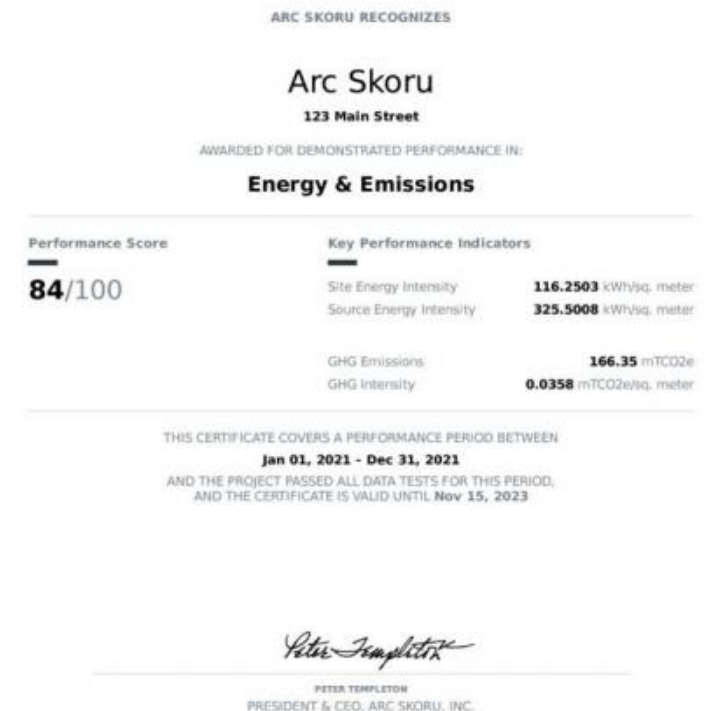 ARC SKORU RECOGNIZES
Arc Skoru
123 Main Street
AWARDED FOR DEMONSTRATED PERFORMANCE IN:
Energy & Emissions
Performance Score
84/100
Key Performance Indicators
Site Energy Intensity 116.2503 kWh/sq. meter
Source Energy Intensity 325.5008 kWh/sq. meter
GHG Emissions 166.35 mTCO2e
GHG Intensity 0.0358 mTCO2e/sq. meter
THIS CERTIFICATE COVERS A PERFORMANCE PERIOD BETWEEN
Jan 01, 2021 - Dec 31, 2021
AND THE PROJECT PASSED ALL DATA TESTS FOR THIS PERIOD,
AND THE CERTIFICATE IS VALID UNTIL Nov 15, 2023
Peter Templeton
PETER TEMPLETON
PRESIDENT & CEO, ARC SKORU, INC.